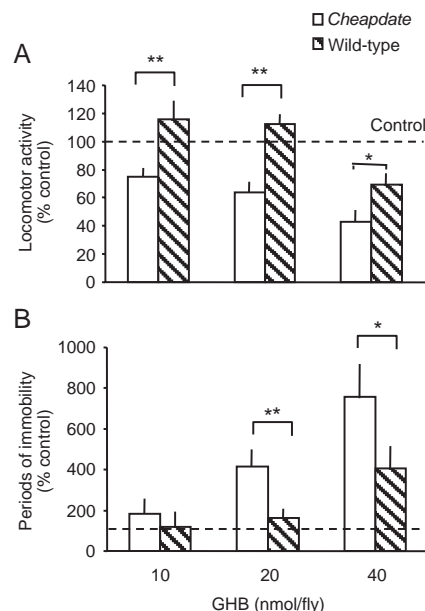 Cheapdate
Wild-type
A
**
**
*
Control
Locomotor activity
(% control)
140
120
100
80
60
40
20
0
B
**
*
Periods of immobility
(% control)
1000
800
600
400
200
0
10
20
40
GHB (nmol/fly)